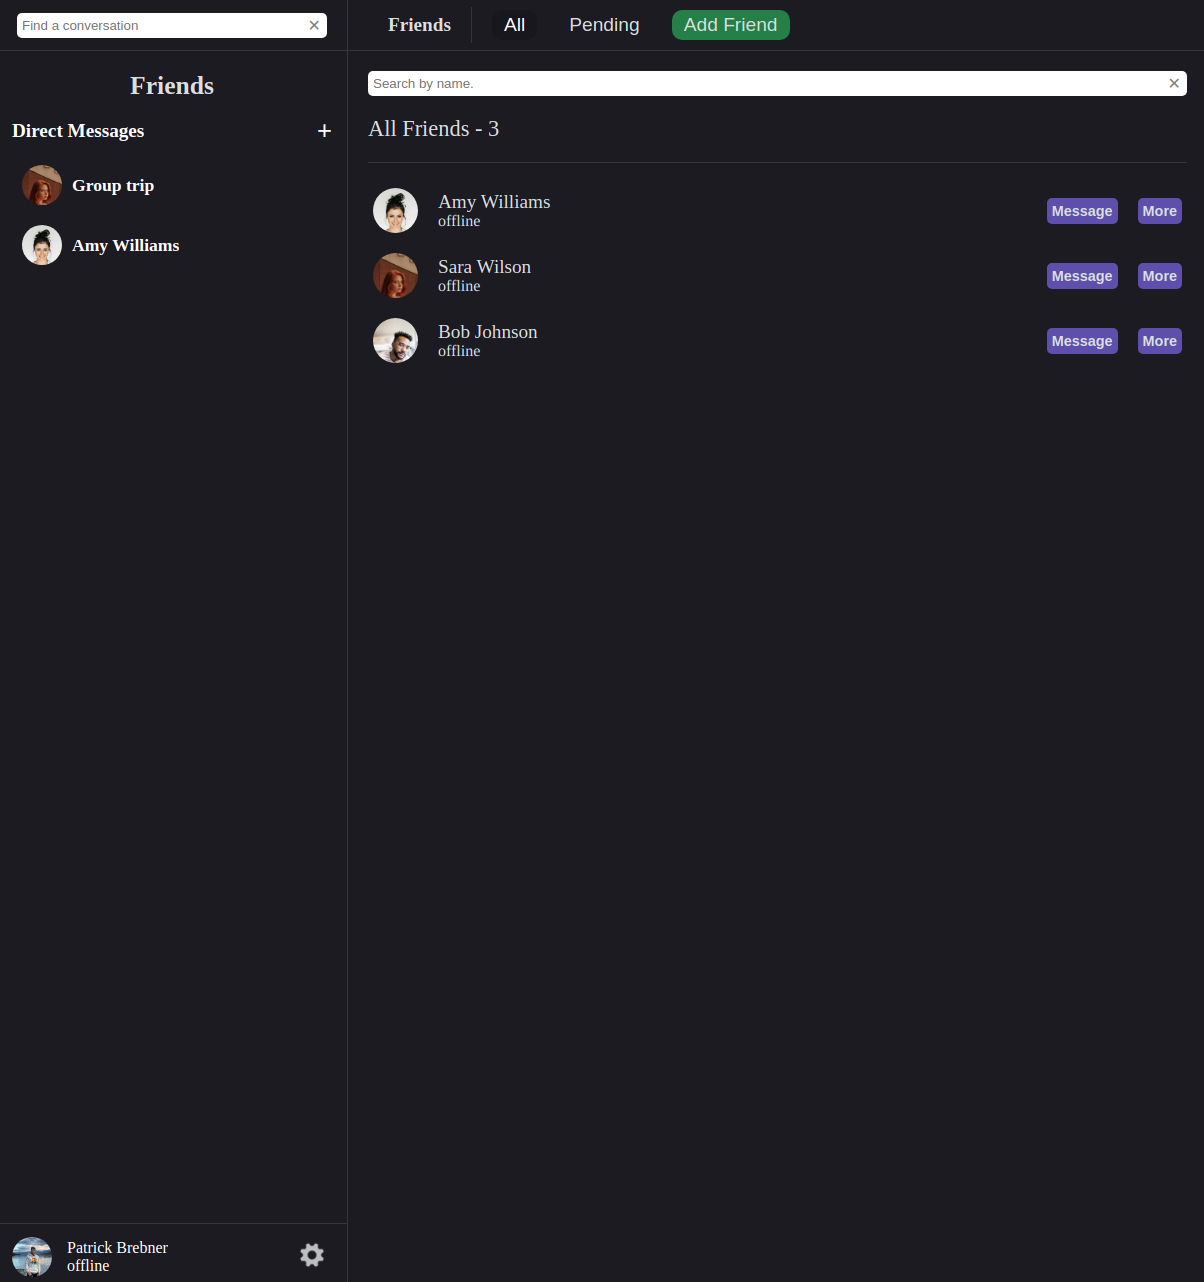 Find a conversation ×
Friends
Direct Messages +
Group trip
Amy Williams
Patrick Brebner
offline
Friends All Pending Add Friend
Search by name. ×
All Friends - 3
Amy Williams
offline
Message More
Sara Wilson
offline
Message More
Bob Johnson
offline
Message More